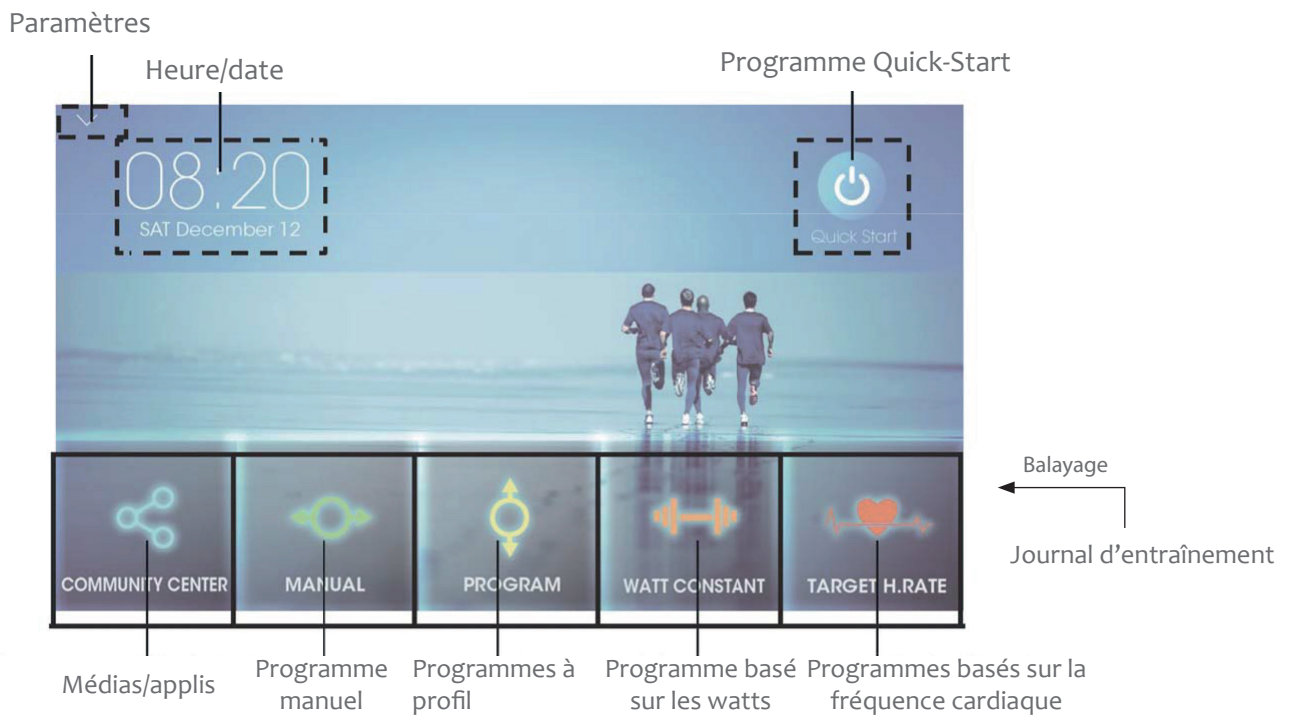 Paramètres
Heure/date
Programme Quick-Start
08:20
SAT December 12
Quick Start
Balayage
Journal d'entraînement
COMMUNITY CENTER
MANUAL
PROGRAM
WATT CONSTANT
TARGET H.RATE
Médias/applis
Programme
manuel
Programmes à
profil
Programme basé
sur les watts
Programmes basés sur la
fréquence cardiaque